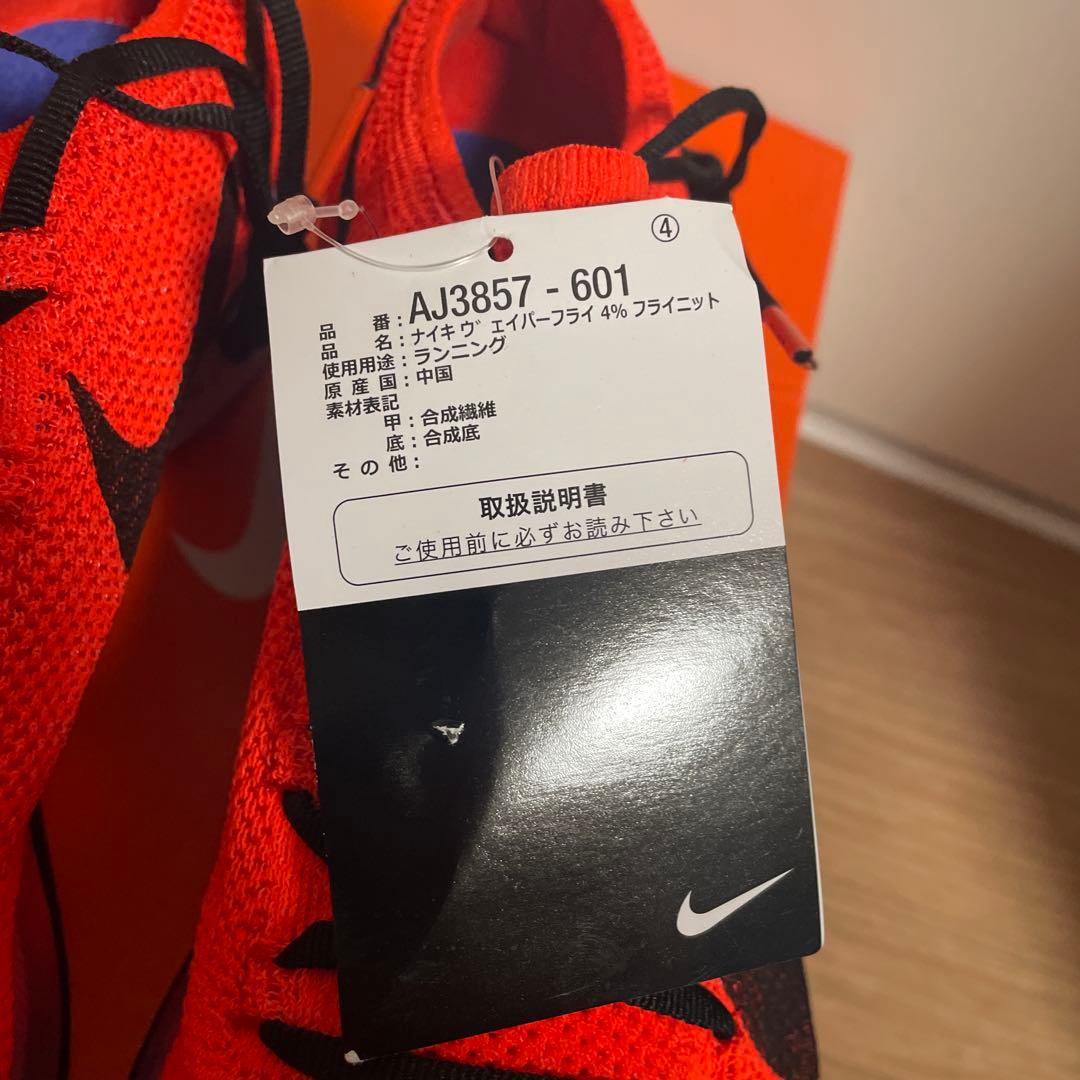 ④
品 番：AJ3857 - 601
品 名：ナイキ ヴェイパーフライ 4% フライニット
使用用途：ランニング
原 産 国：中国
素材表記
甲：合成繊維
底：合成底
そ の 他：
取扱説明書
ご使用前に必ずお読み下さい